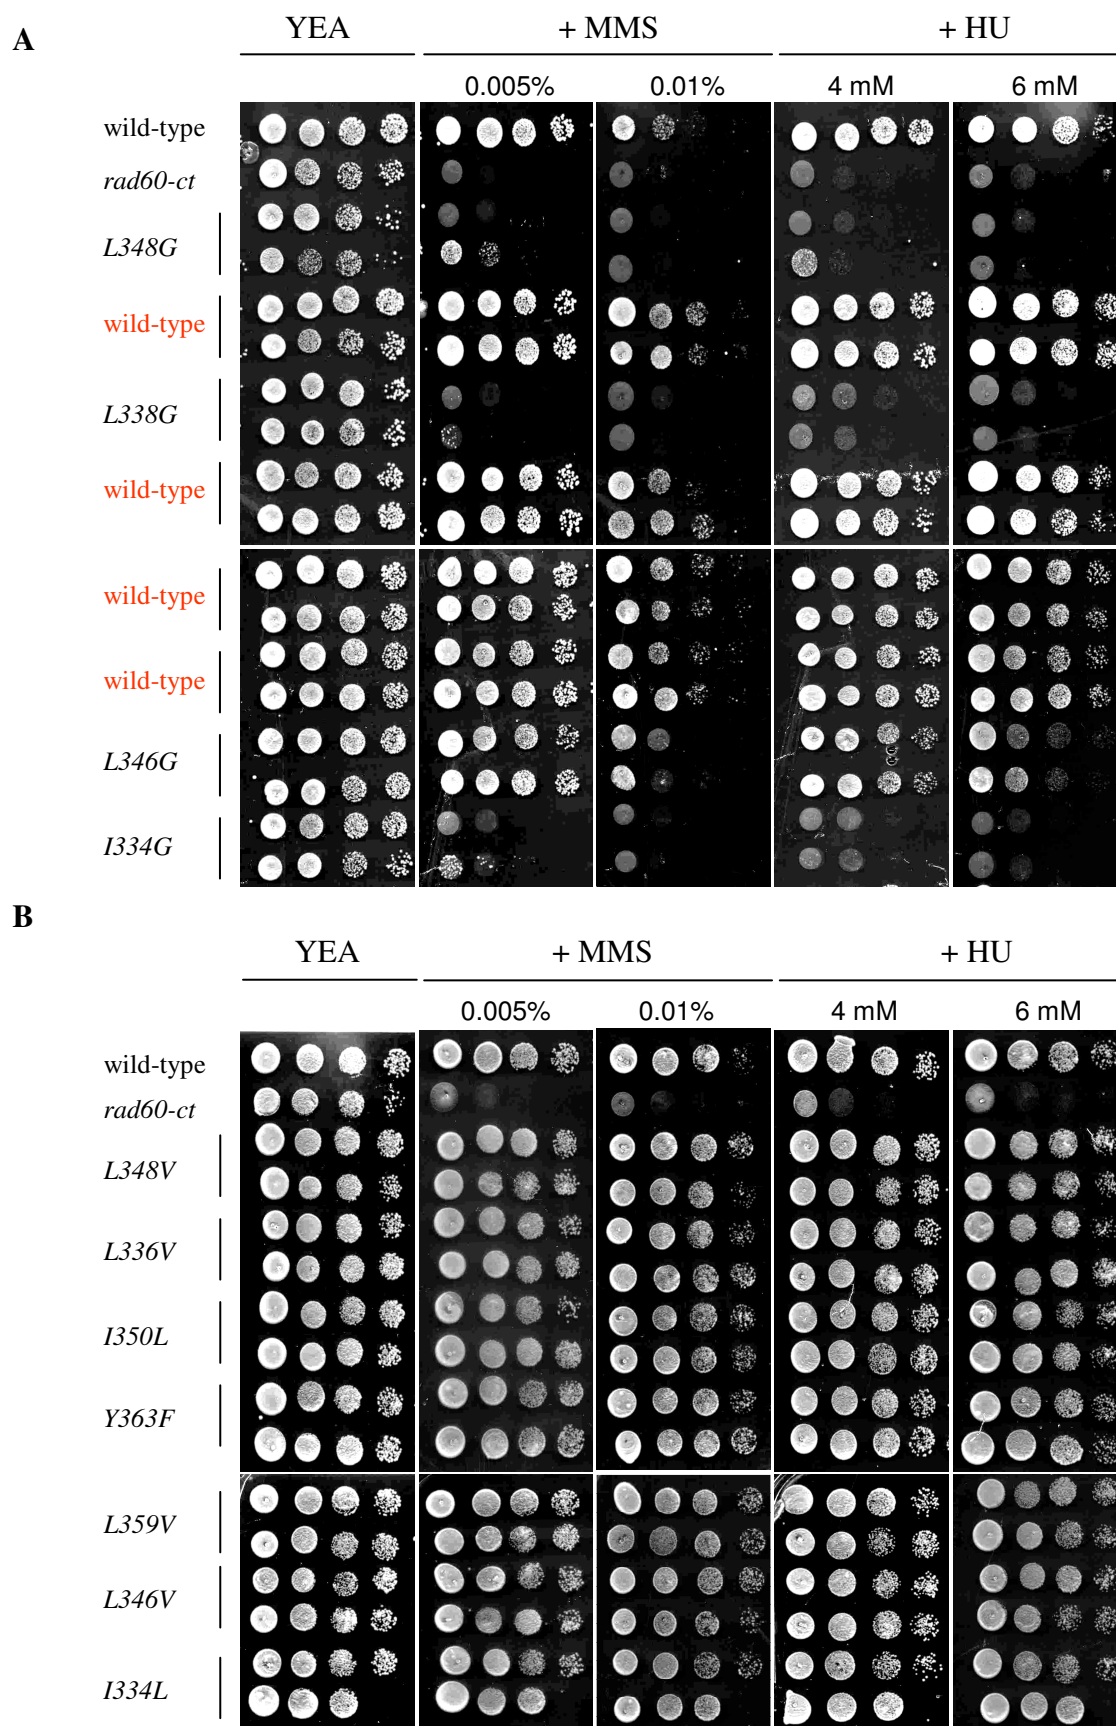 A
YEA + MMS + HU
0.005% 0.01% 4 mM 6 mM
wild-type
rad60-ct
L348G
wild-type
L338G
wild-type
wild-type
wild-type
L346G
I334G
B
YEA + MMS + HU
0.005% 0.01% 4 mM 6 mM
wild-type
rad60-ct
L348V
L336V
I350L
Y363F
L359V
L346V
I334L